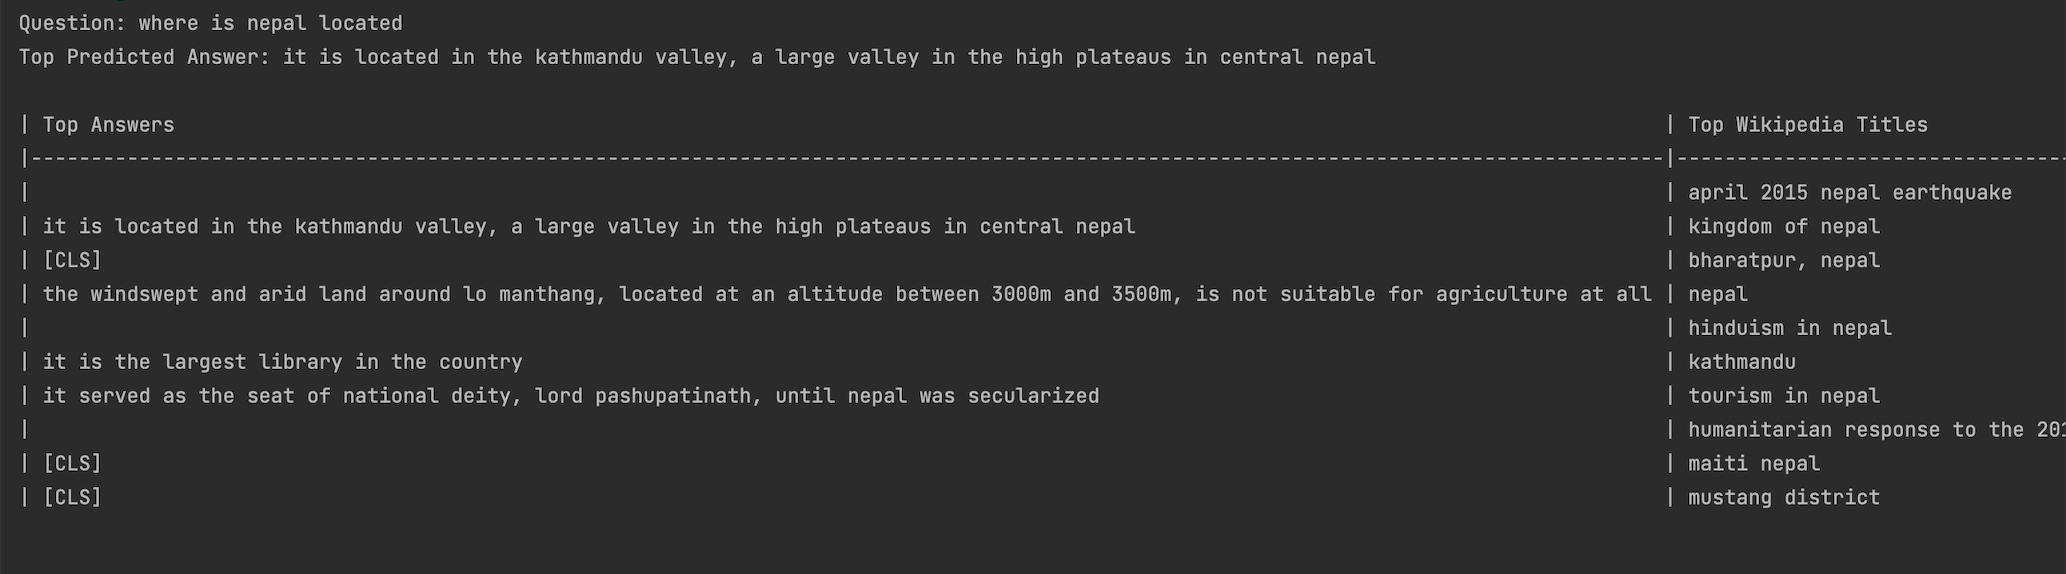 Question: where is nepal located
Top Predicted Answer: it is located in the kathmandu valley, a large valley in the high plateaus in central nepal
| Top Answers | Top Wikipedia Titles
|----------------------------------------------------------------------------------------------------------------------------------------|---------------------------------
| | april 2015 nepal earthquake
| it is located in the kathmandu valley, a large valley in the high plateaus in central nepal | kingdom of nepal
| [CLS] | bharatpur, nepal
| the windswept and arid land around lo manthang, located at an altitude between 3000m and 3500m, is not suitable for agriculture at all | nepal
| | hinduism in nepal
| it is the largest library in the country | kathmandu
| it served as the seat of national deity, lord pashupatinath, until nepal was secularized | tourism in nepal
| | humanitarian response to the 201
| [CLS] | maiti nepal
| [CLS] | mustang district